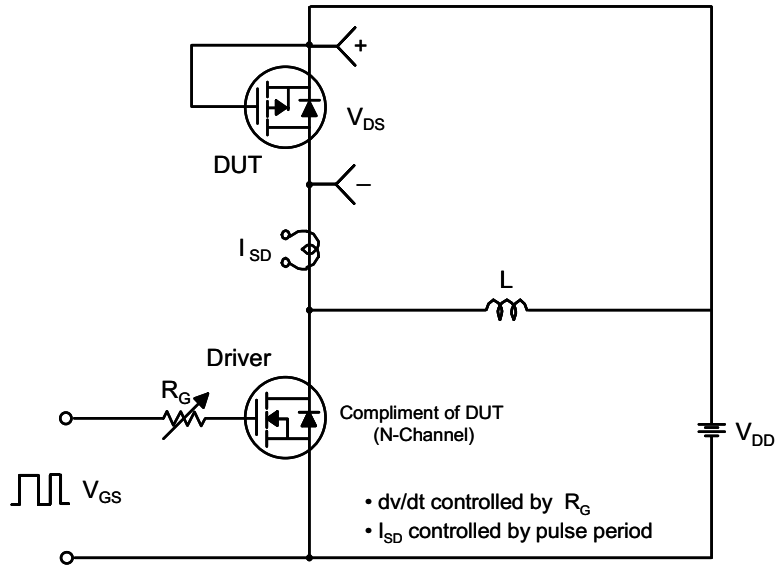 +
V_DS
DUT
−
I_SD
L
Driver
R_G
Compliment of DUT
(N-Channel)
V_DD
V_GS
• dv/dt controlled by R_G
• I_SD controlled by pulse period